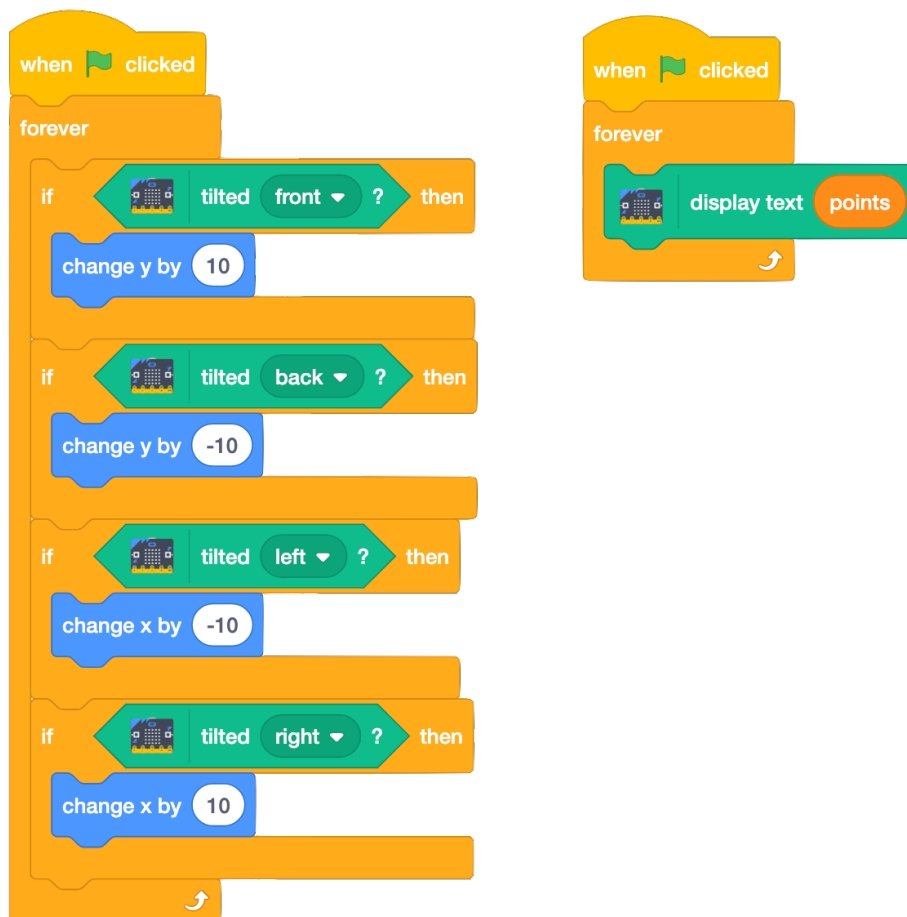 when clicked
forever
if tilted front ? then
change y by 10
if tilted back ? then
change y by -10
if tilted left ? then
change x by -10
if tilted right ? then
change x by 10
when clicked
forever
display text points